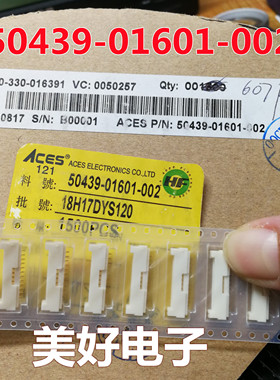 50439-01601-002
0-330-016391 VC: 0050257 Qty:
607
0817 S/N: B00001 ACES P/N: 50439-01601-002
ACES ACES ELECTRONICS CO.,LTD
121
料號: 50439-01601-002
批號: 18H17DYS120
1500PCS
HF
美好电子